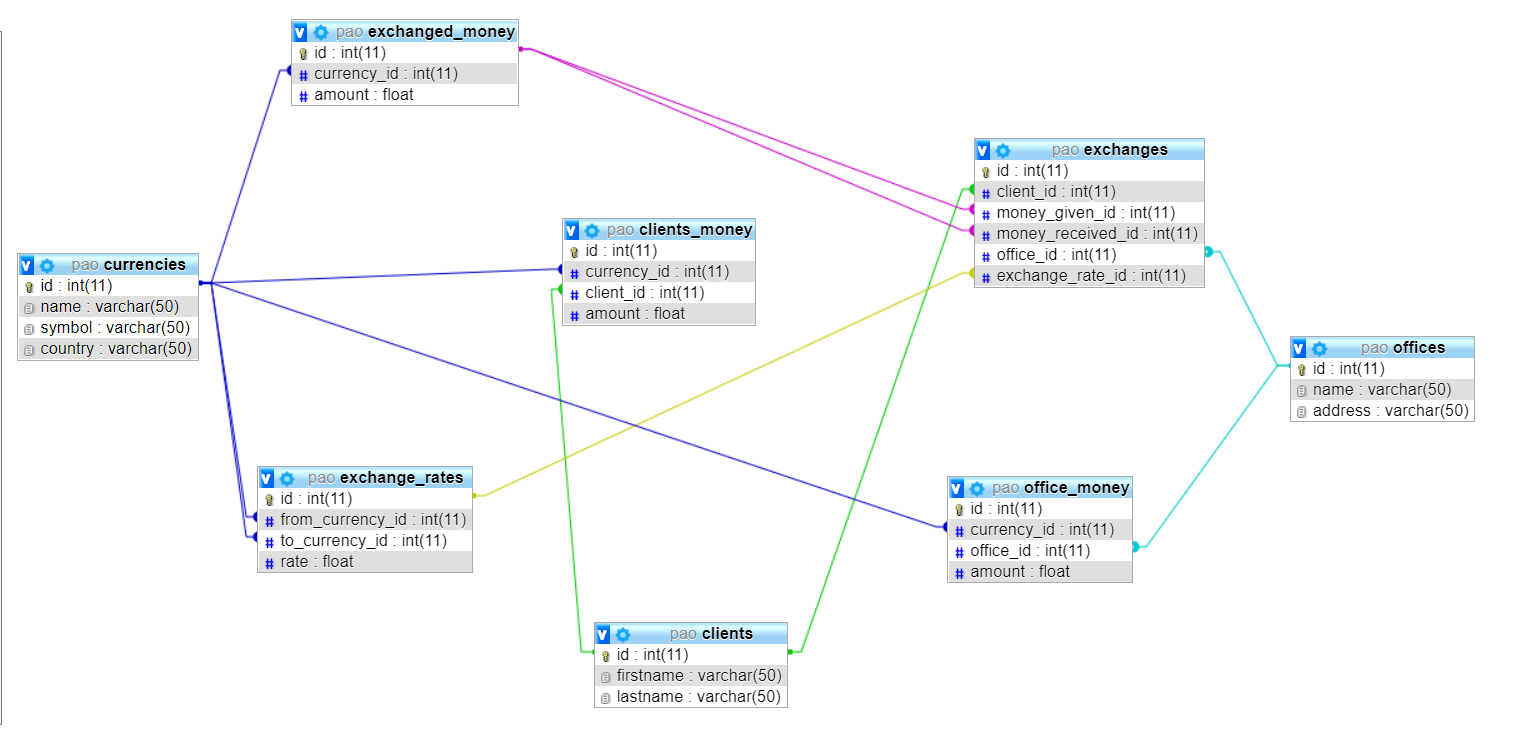 pao exchanged_money
id : int(11)
currency_id : int(11)
amount : float
pao exchanges
id : int(11)
client_id : int(11)
money_given_id : int(11)
money_received_id : int(11)
office_id : int(11)
exchange_rate_id : int(11)
pao clients_money
id : int(11)
currency_id : int(11)
client_id : int(11)
amount : float
pao currencies
id : int(11)
name : varchar(50)
symbol : varchar(50)
country : varchar(50)
pao offices
id : int(11)
name : varchar(50)
address : varchar(50)
pao exchange_rates
id : int(11)
from_currency_id : int(11)
to_currency_id : int(11)
rate : float
pao office_money
id : int(11)
currency_id : int(11)
office_id : int(11)
amount : float
pao clients
id : int(11)
firstname : varchar(50)
lastname : varchar(50)